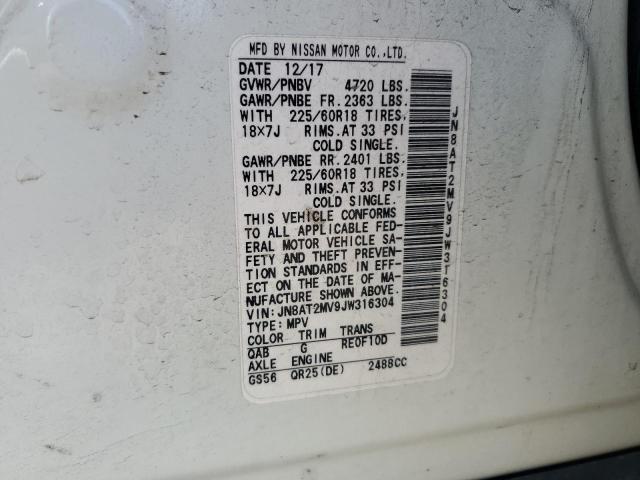 MFD BY NISSAN MOTOR CO.,LTD.
DATE 12/17
GVWR/PNBV 4720 LBS.
GAWR/PNBE FR. 2363 LBS.
WITH 225/60R18 TIRES,
18X7J RIMS.AT 33 PSI
COLD SINGLE.
GAWR/PNBE RR. 2401 LBS.
WITH 225/60R18 TIRES,
18X7J RIMS.AT 33 PSI
COLD SINGLE.
THIS VEHICLE CONFORMS
TO ALL APPLICABLE FED-
ERAL MOTOR VEHICLE SA-
FETY AND THEFT PREVEN-
TION STANDARDS IN EFF-
ECT ON THE DATE OF MA-
NUFACTURE SHOWN ABOVE.
VIN: JN8AT2MV9JW316304
TYPE: MPV
COLOR TRIM TRANS
QAB G RE0F10D
AXLE ENGINE
GS56 QR25(DE) 2488CC
JN8AT2MV9JW316304